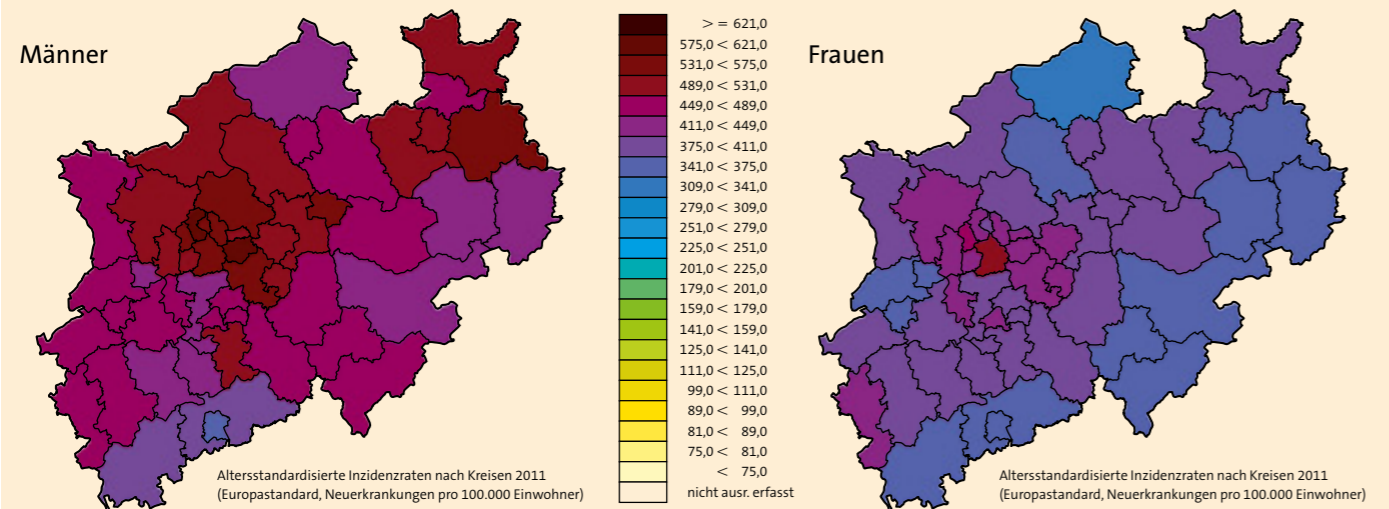 Männer
> = 621,0
575,0 < 621,0
531,0 < 575,0
489,0 < 531,0
449,0 < 489,0
411,0 < 449,0
375,0 < 411,0
341,0 < 375,0
309,0 < 341,0
279,0 < 309,0
251,0 < 279,0
225,0 < 251,0
201,0 < 225,0
179,0 < 201,0
159,0 < 179,0
141,0 < 159,0
125,0 < 141,0
111,0 < 125,0
99,0 < 111,0
89,0 < 99,0
81,0 < 89,0
75,0 < 81,0
< 75,0
nicht ausr. erfasst
Frauen
Altersstandardisierte Inzidenzraten nach Kreisen 2011
(Europastandard, Neuerkrankungen pro 100.000 Einwohner)
Altersstandardisierte Inzidenzraten nach Kreisen 2011
(Europastandard, Neuerkrankungen pro 100.000 Einwohner)